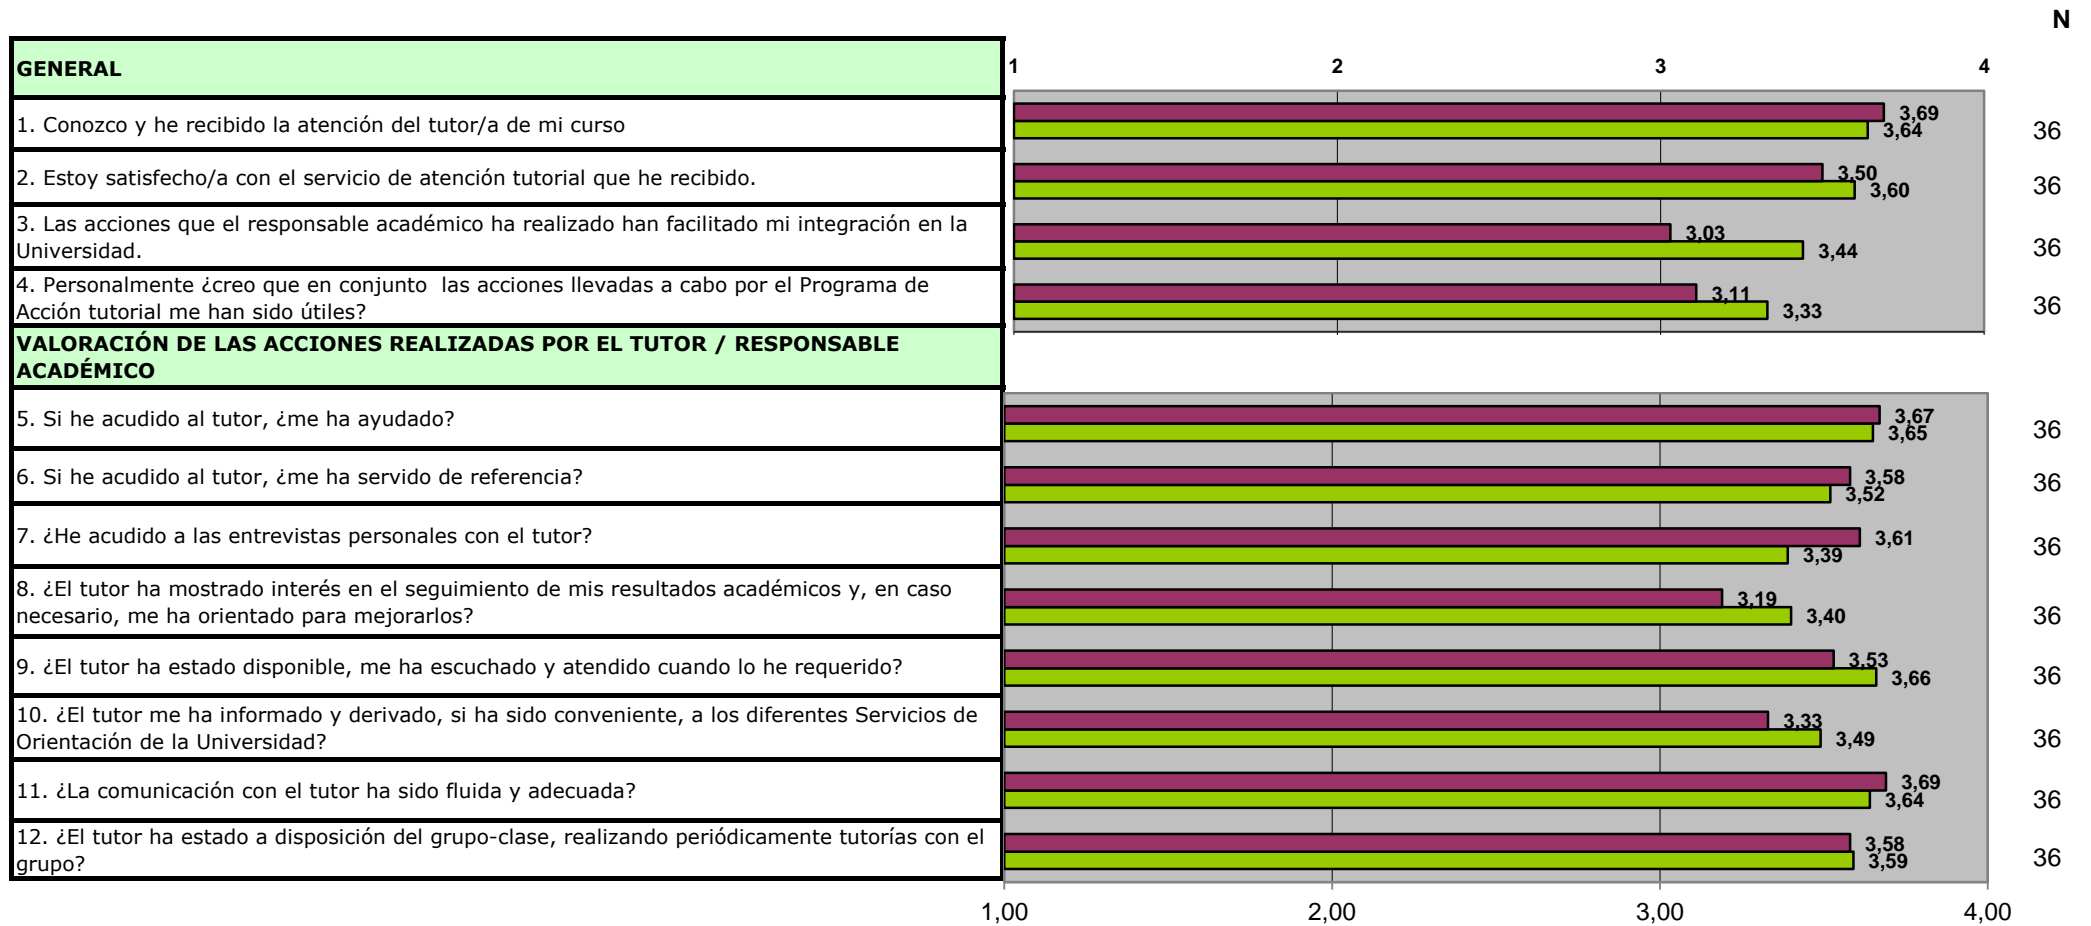 N
GENERAL
1 2 3 4
1. Conozco y he recibido la atención del tutor/a de mi curso
3,69
3,64
36
2. Estoy satisfecho/a con el servicio de atención tutorial que he recibido.
3,50
3,60
36
3. Las acciones que el responsable académico ha realizado han facilitado mi integración en la
Universidad.
3,03
3,44
36
4. Personalmente ¿creo que en conjunto  las acciones llevadas a cabo por el Programa de
Acción tutorial me han sido útiles?
3,11
3,33
36
VALORACIÓN DE LAS ACCIONES REALIZADAS POR EL TUTOR / RESPONSABLE
ACADÉMICO
5. Si he acudido al tutor, ¿me ha ayudado?
3,67
3,65
36
6. Si he acudido al tutor, ¿me ha servido de referencia?
3,58
3,52
36
7. ¿He acudido a las entrevistas personales con el tutor?
3,61
3,39
36
8. ¿El tutor ha mostrado interés en el seguimiento de mis resultados académicos y, en caso
necesario, me ha orientado para mejorarlos?
3,19
3,40
36
9. ¿El tutor ha estado disponible, me ha escuchado y atendido cuando lo he requerido?
3,53
3,66
36
10. ¿El tutor me ha informado y derivado, si ha sido conveniente, a los diferentes Servicios de
Orientación de la Universidad?
3,33
3,49
36
11. ¿La comunicación con el tutor ha sido fluida y adecuada?
3,69
3,64
36
12. ¿El tutor ha estado a disposición del grupo-clase, realizando periódicamente tutorías con el
grupo?
3,58
3,59
36
1,00 2,00 3,00 4,00